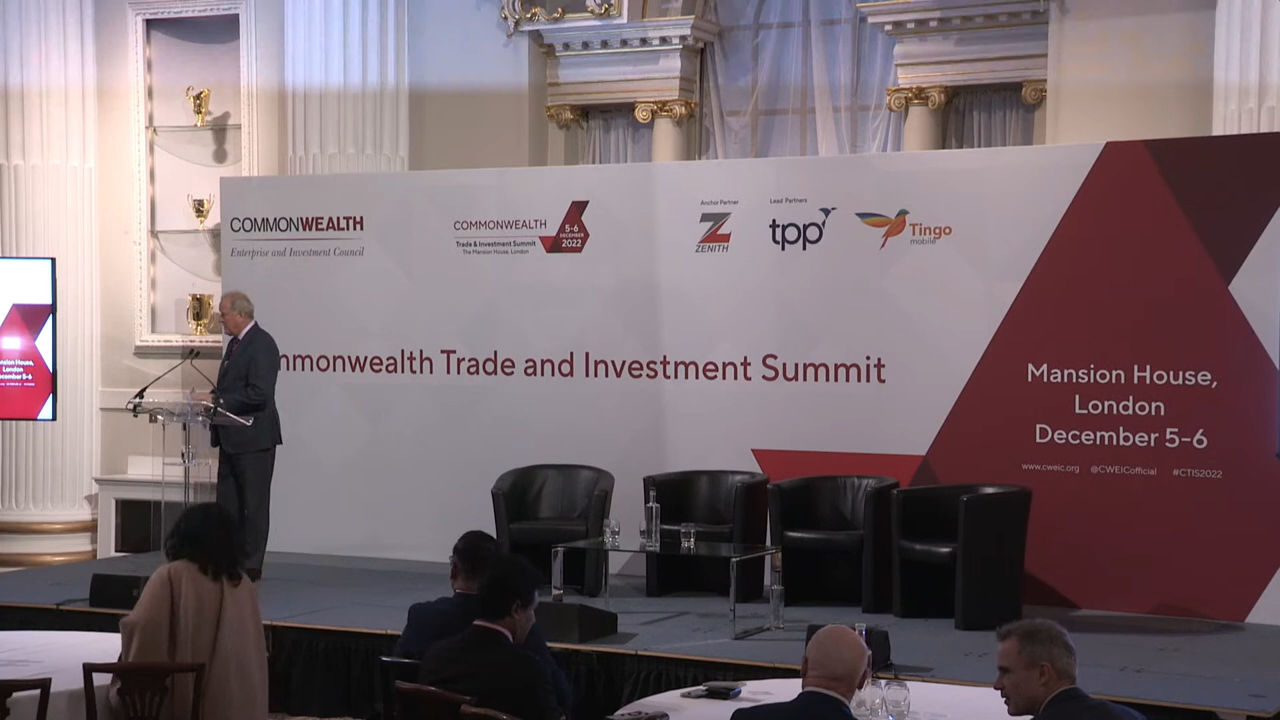 COMMONWEALTH
Enterprise and Investment Council
COMMONWEALTH
Trade & Investment Summit
The Mansion House, London
5-6
DECEMBER
2022
Anchor Partner
ZENITH
Lead Partners
tpp
Tingo
mobile
mmonwealth Trade and Investment Summit
Mansion House,
London
December 5-6
www.cweic.org @CWEICofficial #CTIS2022
ansion House,
London
ecember 5-6